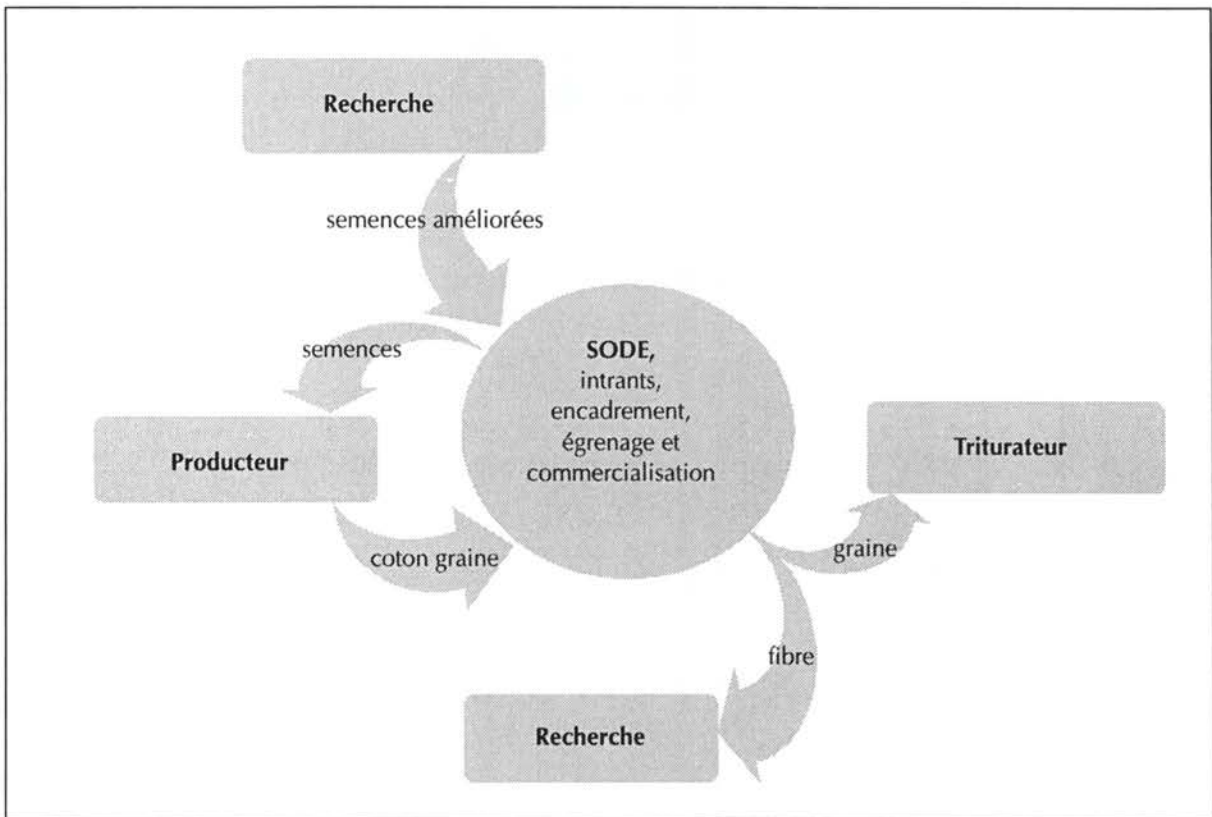 Recherche
semences améliorées
semences
SODE,
intrants,
encadrement,
égrenage et
commercialisation
Producteur
Triturateur
coton graine
graine
fibre
Recherche